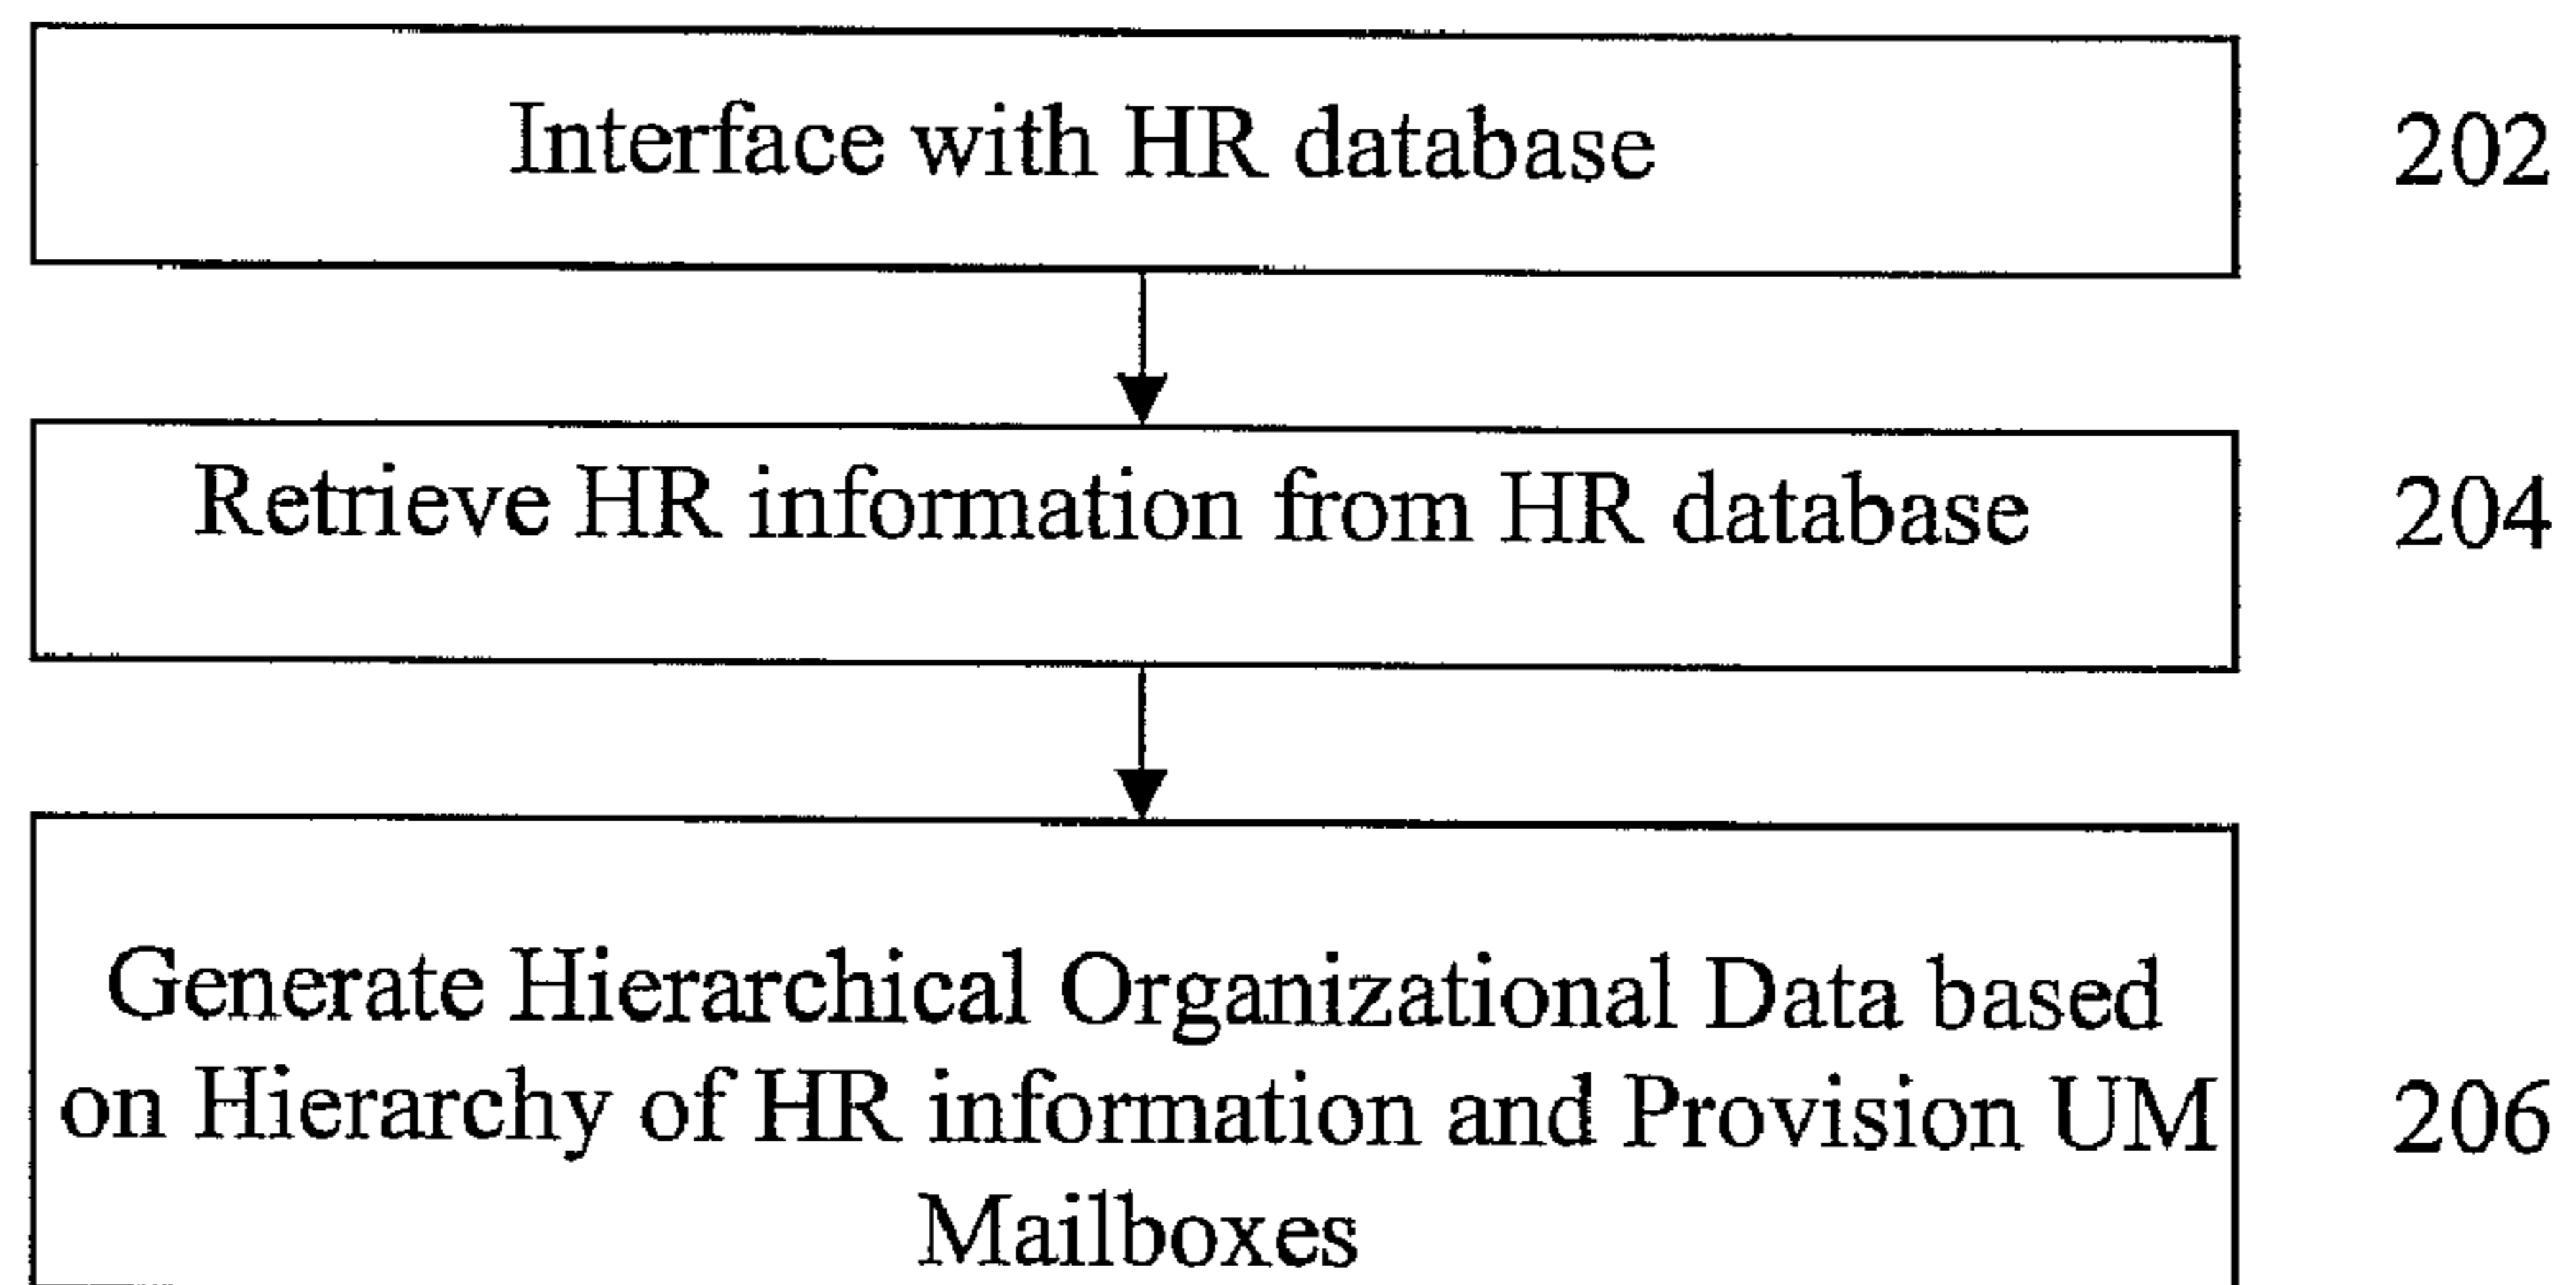 Interface with HR database
202
Retrieve HR information from HR database
204
Generate Hierarchical Organizational Data based
on Hierarchy of HR information and Provision UM
206
Mailboxes